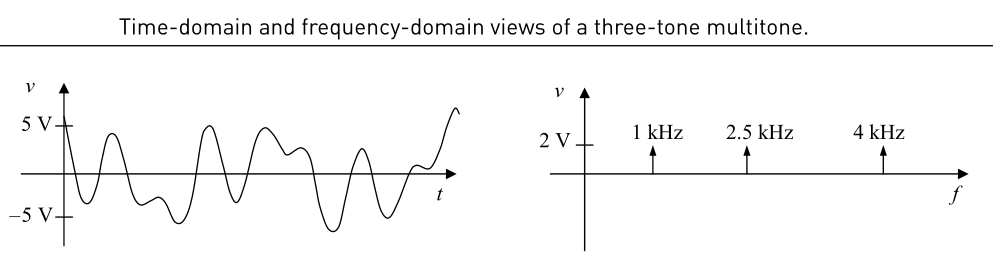 Time-domain and frequency-domain views of a three-tone multitone.
v
5 V
−5 V
t
v
2 V
1 kHz
2.5 kHz
4 kHz
f